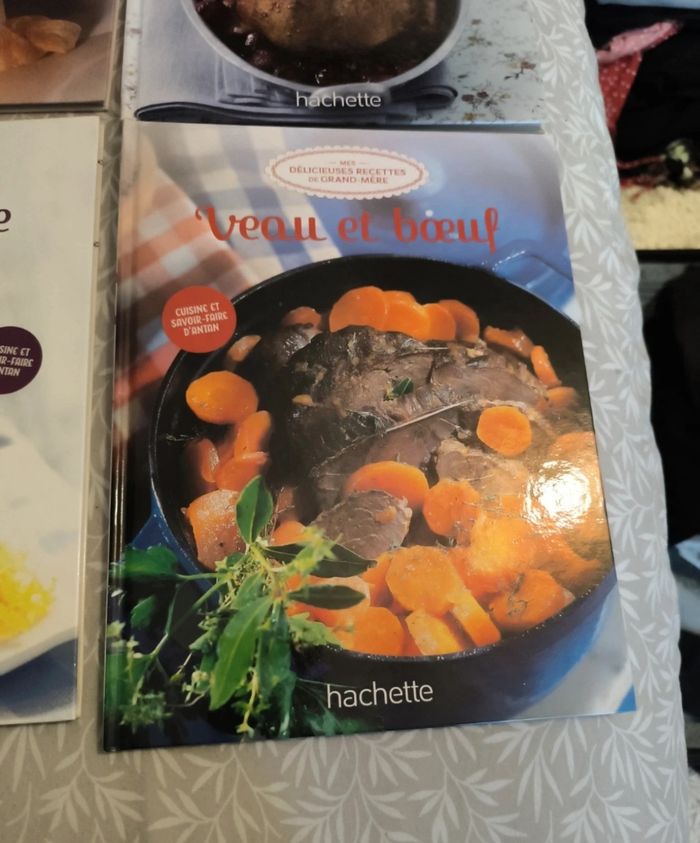 hachette
MES
DÉLICIEUSES RECETTES
DE GRAND-MÈRE
Veau et bœuf
CUISINE ET
SAVOIR-FAIRE
D'ANTAN
hachette